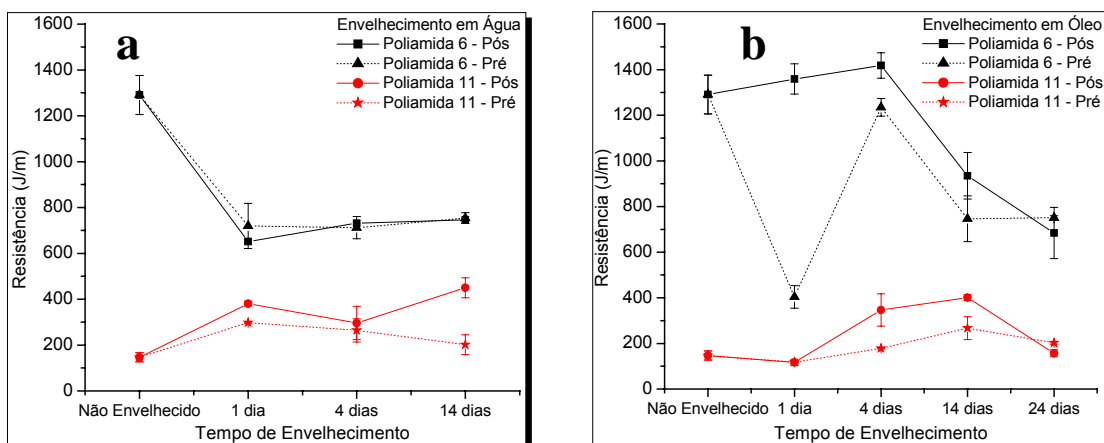 a
Envelhecimento em Água
Poliamida 6 - Pós
Poliamida 6 - Pré
Poliamida 11 - Pós
Poliamida 11 - Pré
1600
1400
1200
1000
800
600
400
200
0
Resistência (J/m)
Não Envelhecido 1 dia 4 dias 14 dias
Tempo de Envelhecimento
b
Envelhecimento em Óleo
Poliamida 6 - Pós
Poliamida 6 - Pré
Poliamida 11 - Pós
Poliamida 11 - Pré
1600
1400
1200
1000
800
600
400
200
0
Resistência (J/m)
Não Envelhecido 1 dia 4 dias 14 dias 24 dias
Tempo de Envelhecimento